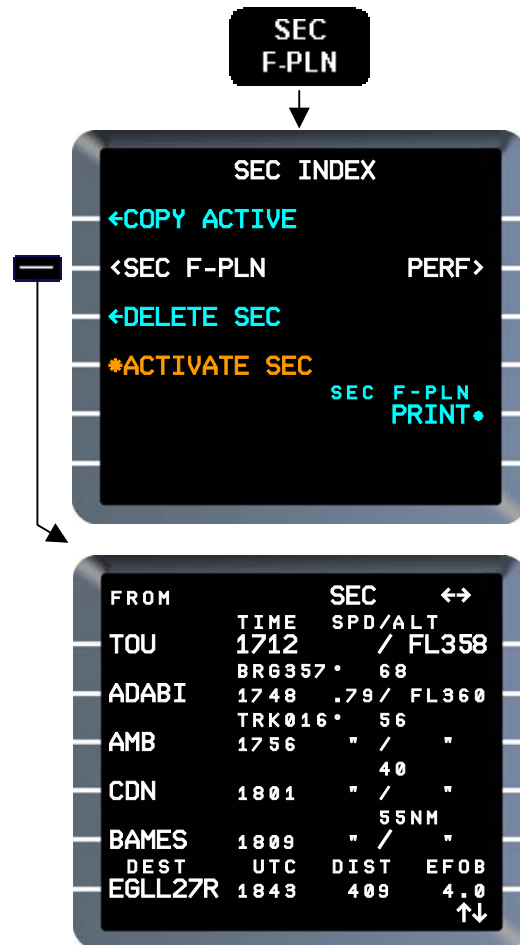 SEC
F-PLN
SEC INDEX
←COPY ACTIVE
<SEC F-PLN PERF>
←DELETE SEC
*ACTIVATE SEC
SEC F-PLN
PRINT*
FROM SEC ←→
TIME SPD/ALT
TOU 1712 / FL358
BRG357° 68
ADABI 1748 .79/ FL360
TRK016° 56
AMB 1756 " / "
40
CDN 1801 " / "
55NM
BAMES 1809 " / "
DEST UTC DIST EFOB
EGLL27R 1843 409 4.0
↑↓